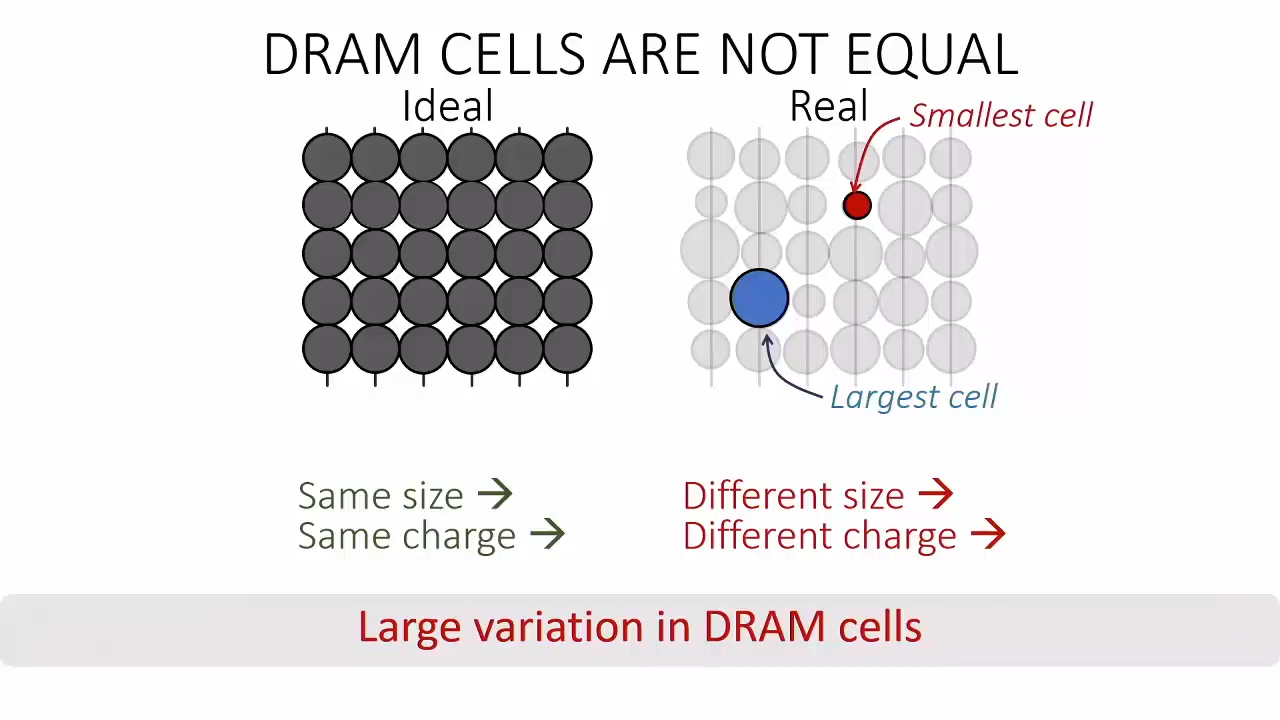 DRAM CELLS ARE NOT EQUAL
Ideal
Real
Smallest cell
Largest cell
Same size →
Same charge →
Different size →
Different charge →
Large variation in DRAM cells